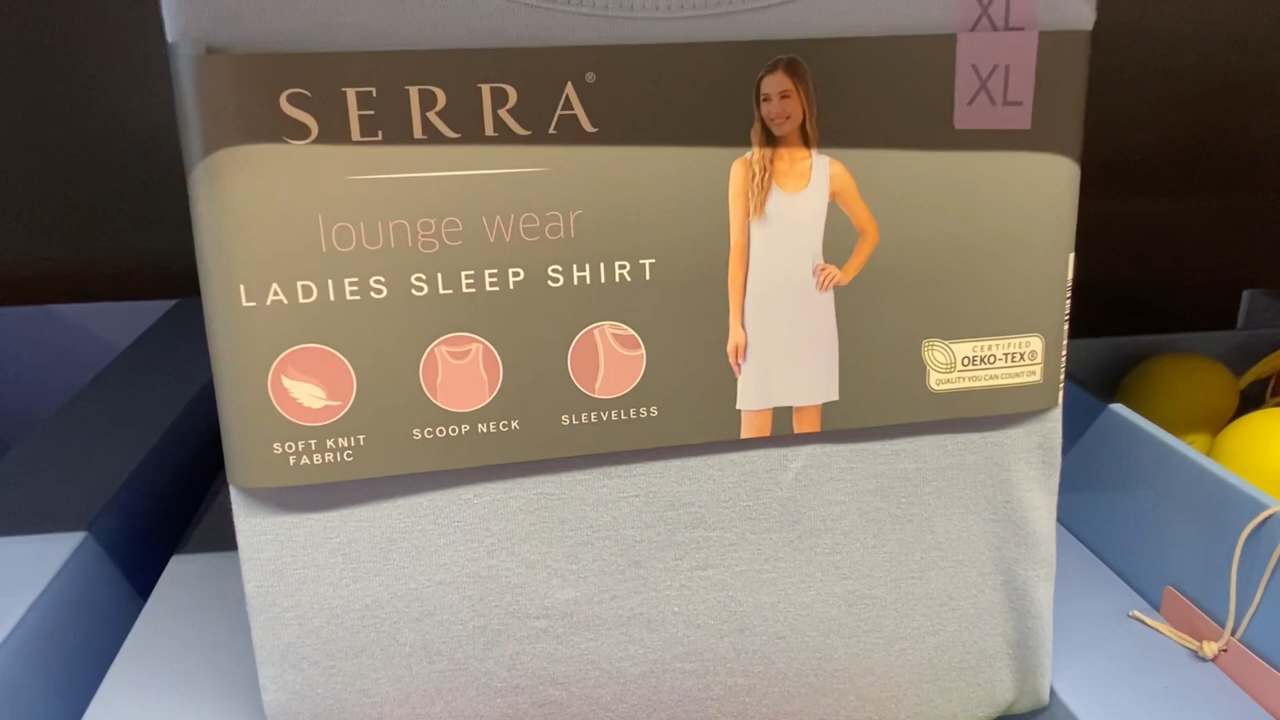 XL
XL
SERRA®
lounge wear
LADIES SLEEP SHIRT
SOFT KNIT
FABRIC
SCOOP NECK
SLEEVELESS
CERTIFIED
OEKO-TEX®
QUALITY YOU CAN COUNT ON